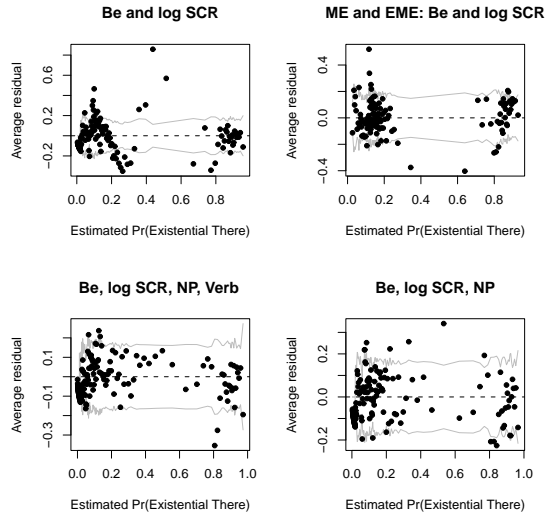 Be and log SCR
Average residual
−0.2 0.2 0.6
0.0 0.2 0.4 0.6 0.8
Estimated Pr(Existential There)
ME and EME: Be and log SCR
Average residual
−0.4 0.0 0.4
0.0 0.2 0.4 0.6 0.8
Estimated Pr(Existential There)
Be, log SCR, NP, Verb
Average residual
−0.3 −0.1 0.1
0.0 0.2 0.4 0.6 0.8 1.0
Estimated Pr(Existential There)
Be, log SCR, NP
Average residual
−0.2 0.0 0.2
0.0 0.2 0.4 0.6 0.8 1.0
Estimated Pr(Existential There)